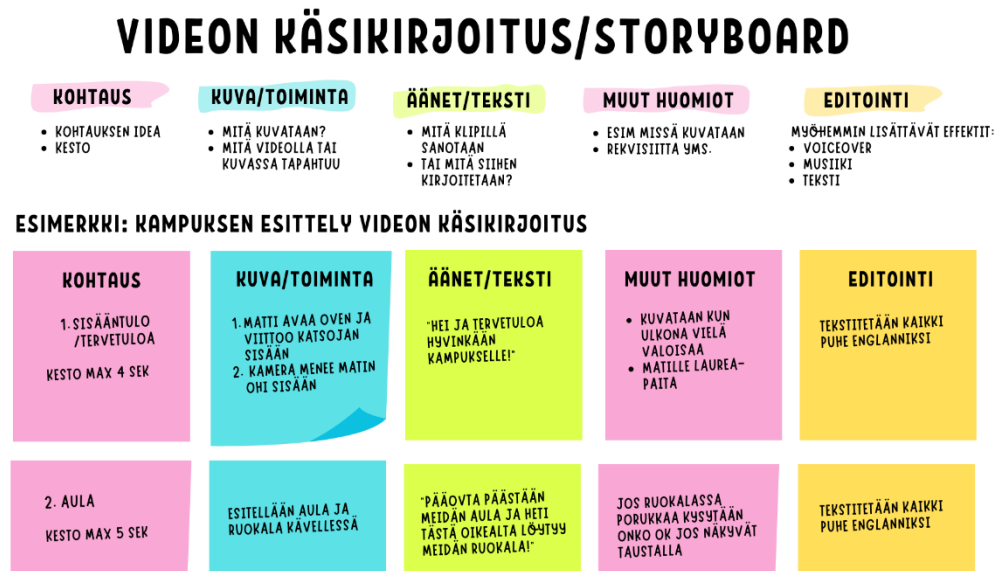 VIDEON KÄSIKIRJOITUS/STORYBOARD
KOHTAUS
• KOHTAUKSEN IDEA
• KESTO
KUVA/TOIMINTA
• MITÄ KUVATAAN?
• MITÄ VIDEOLLA TAI
KUVASSA TAPAHTUU
ÄÄNET/TEKSTI
• MITÄ KLIPILLÄ
SANOTAAN
• TAI MITÄ SIIHEN
KIRJOITETAAN?
MUUT HUOMIOT
• ESIM MISSÄ KUVATAAN
• REKVISIITTA YMS.
EDITOINTI
MYÖHEMMIN LISÄTTÄVÄT EFFEKTIT:
• VOICEOVER
• MUSIIKI
• TEKSTI
ESIMERKKI: KAMPUKSEN ESITTELY VIDEON KÄSIKIRJOITUS
KOHTAUS
1. SISÄÄNTULO
/TERVETULOA
KESTO MAX 4 SEK
KUVA/TOIMINTA
1. MATTI AVAA OVEN JA
VIITTOO KATSOJAN
SISÄÄN
2. KAMERA MENEE MATIN
OHI SISÄÄN
ÄÄNET/TEKSTI
"HEI JA TERVETULOA
HYVINKÄÄN
KAMPUKSELLE!"
MUUT HUOMIOT
• KUVATAAN KUN
ULKONA VIELÄ
VALOISAA
• MATILLE LAUREA-
PAITA
EDITOINTI
TEKSTITETÄÄN KAIKKI
PUHE ENGLANNIKSI
2. AULA
KESTO MAX 5 SEK
ESITELLÄÄN AULA JA
RUOKALA KÄVELLESSÄ
"PÄÄOVTA PÄÄSTÄÄN
MEIDÄN AULA JA HETI
TÄSTÄ OIKEALTA LÖYTYY
MEIDÄN RUOKALA!"
JOS RUOKALASSA
PORUKKAA KYSYTÄÄN
ONKO OK JOS NÄKYVÄT
TAUSTALLA
TEKSTITETÄÄN KAIKKI
PUHE ENGLANNIKSI